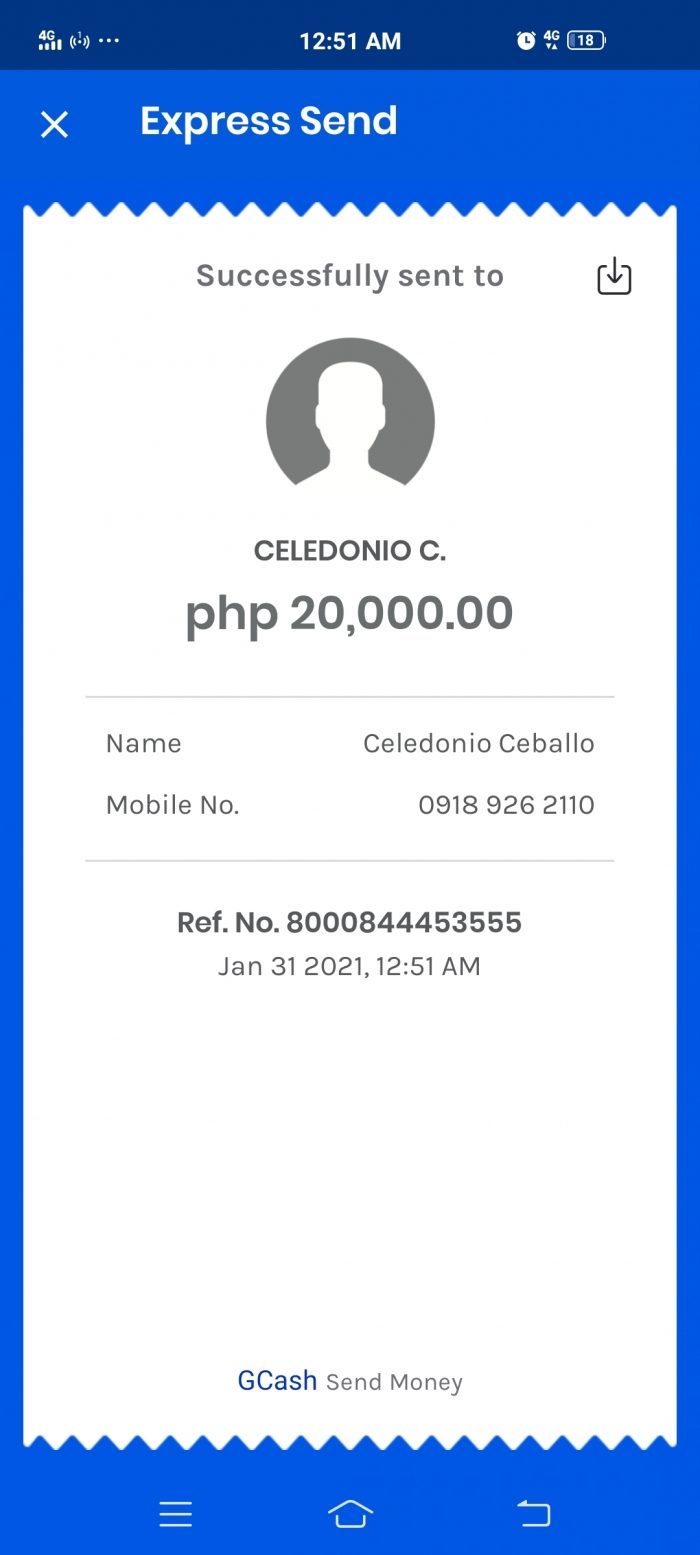 4G 12:51 AM 4G 18
Express Send
Successfully sent to
CELEDONIO C.
php 20,000.00
Name Celedonio Ceballo
Mobile No. 0918 926 2110
Ref. No. 8000844453555
Jan 31 2021, 12:51 AM
GCash Send Money